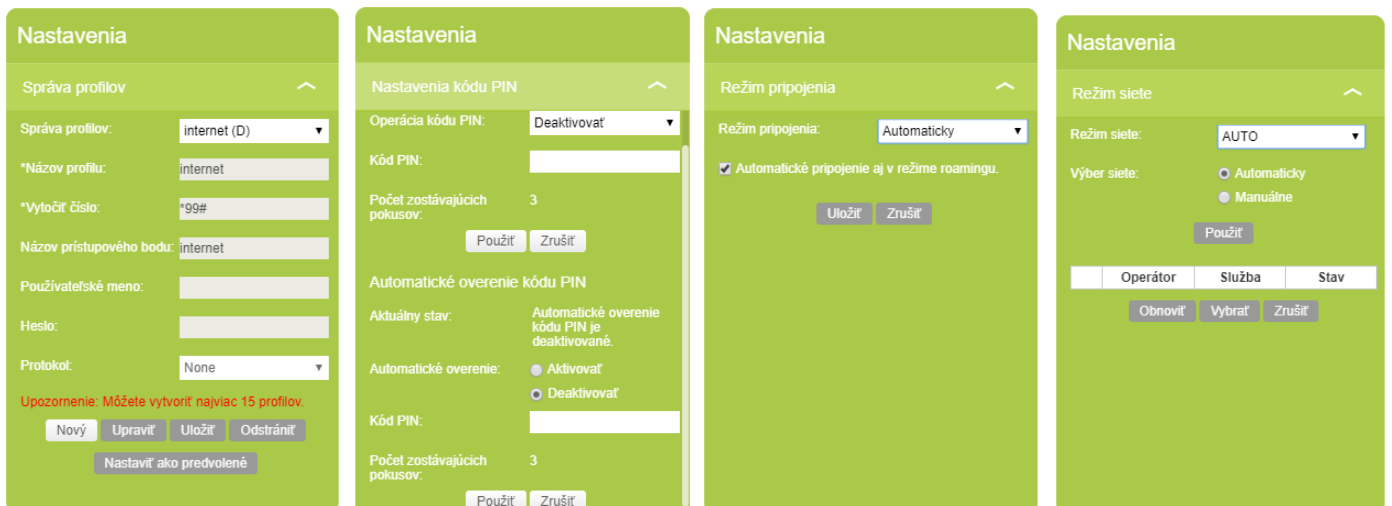 Nastavenia
Správa profilov
Správa profilov: internet (D)
*Názov profilu: internet
*Vytočiť číslo: *99#
Názov prístupového bodu: internet
Používateľské meno:
Heslo:
Protokol: None
Upozornenie: Môžete vytvoriť najviac 15 profilov.
Nový Upraviť Uložiť Odstrániť
Nastaviť ako predvolené
Nastavenia
Nastavenia kódu PIN
Operácia kódu PIN: Deaktivovať
Kód PIN:
Počet zostávajúcich 3
pokusov:
Použiť Zrušiť
Automatické overenie kódu PIN
Aktuálny stav: Automatické overenie
kódu PIN je
deaktivované.
Automatické overenie: Aktivovať
Deaktivovať
Kód PIN:
Počet zostávajúcich 3
pokusov:
Použiť Zrušiť
Nastavenia
Režim pripojenia
Režim pripojenia: Automaticky
Automatické pripojenie aj v režime roamingu.
Uložiť Zrušiť
Nastavenia
Režim siete
Režim siete: AUTO
Výber siete: Automaticky
Manuálne
Použiť
Operátor Služba Stav
Obnoviť Vybrať Zrušiť